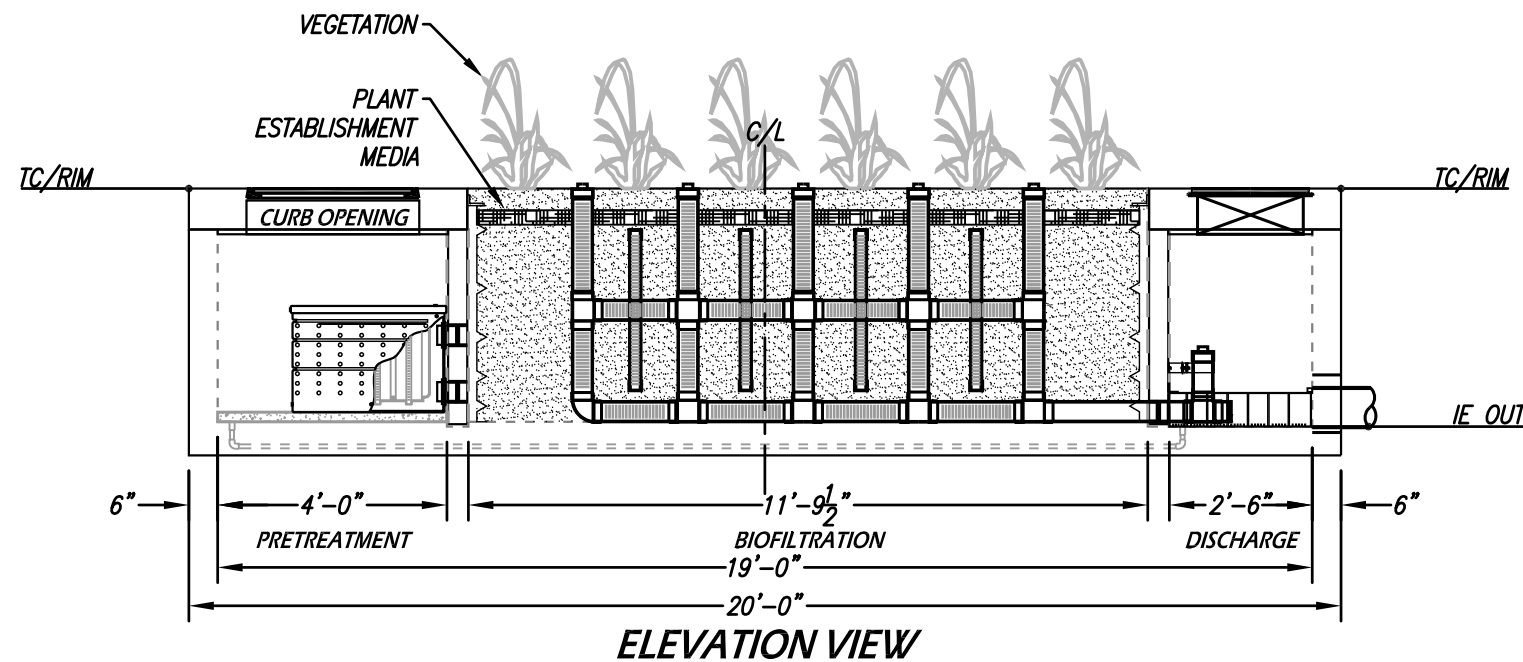 VEGETATION
PLANT
ESTABLISHMENT
MEDIA
C/L
TC/RIM
TC/RIM
CURB OPENING
IE OUT
6"
4'-0"
11'-9 1/2"
2'-6"
6"
PRETREATMENT
BIOFILTRATION
DISCHARGE
19'-0"
20'-0"
ELEVATION VIEW